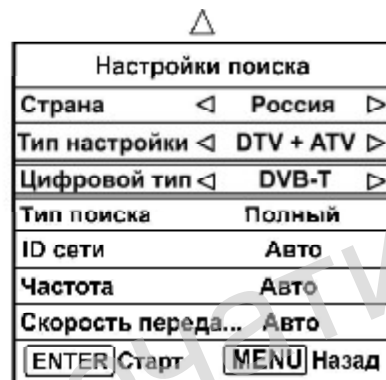 Настройки поиска
Страна ◁ Россия ▷
Тип настройки ◁ DTV + ATV ▷
Цифровой тип ◁ DVB-T ▷
Тип поиска Полный
ID сети Авто
Частота Авто
Скорость переда... Авто
ENTER Старт MENU Назад